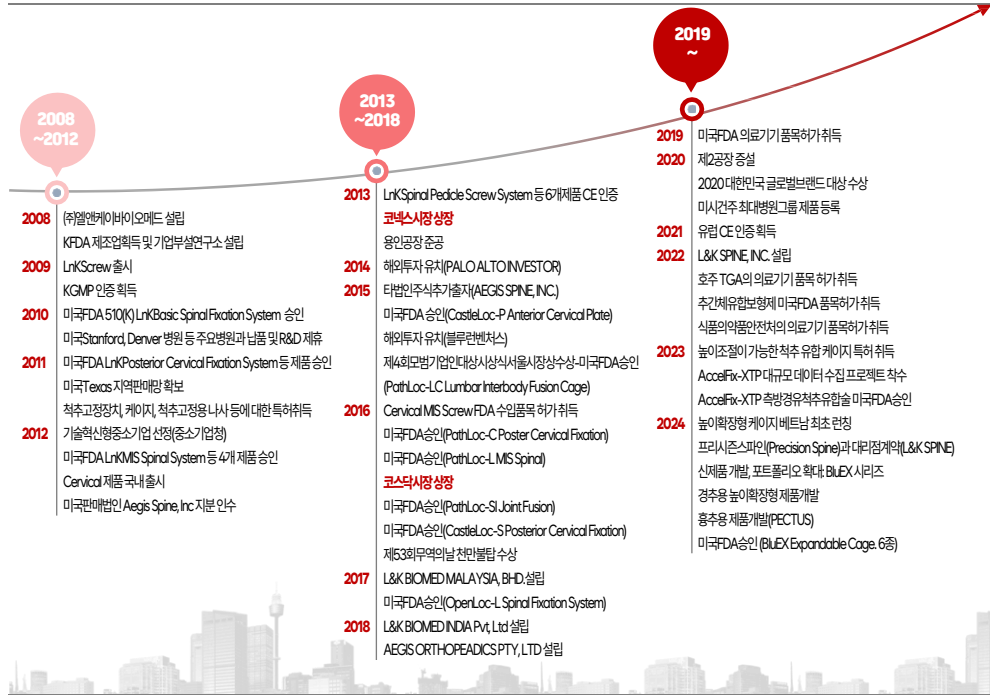 2008
~2012
2008 ㈜엘앤케이바이오메드 설립
KFDA 제조업획득 및 기업부설연구소 설립
2009 LnKScrew 출시
KGMP 인증 획득
2010 미국FDA 510(K) LnKBasic Spinal Fixation System 승인
미국Stanford, Denver 병원 등 주요병원과 납품 및 R&D 제휴
2011 미국FDA LnKPosterior Cervical Fixation System 등 제품 승인
미국Texas 지역판매망 확보
척추고정장치, 케이지, 척추고정용 나사 등에 대한 특허취득
2012 기술혁신형중소기업 선정(중소기업청)
미국FDA LnKMIS Spinal System 등 4개 제품 승인
Cervical 제품 국내 출시
미국판매법인 Aegis Spine, Inc 지분 인수
2013
~2018
2013 LnKSpinal Pedicle Screw System 등 6개제품 CE 인증
코넥스시장 상장
용인공장 준공
2014 해외투자 유치(PALO ALTO INVESTOR)
2015 타법인주식추가출자(AEGIS SPINE, INC.)
미국FDA 승인(CastleLoc-P Anterior Cervical Plate)
해외투자 유치(블루런벤처스)
제4회모범기업인대상시상식서울시장상수상-미국FDA승인
(PathLoc-LC Lumbar Interbody Fusion Cage)
2016 Cervical MIS Screw FDA 수입품목 허가 취득
미국FDA승인(PathLoc-C Poster Cervical Fixation)
미국FDA승인(PathLoc-L MIS Spinal)
코스닥시장 상장
미국FDA승인(PathLoc-SI Joint Fusion)
미국FDA승인(CastleLoc-S Posterior Cervical Fixation)
제53회무역의날 천만불탑 수상
2017 L&K BIOMED MALAYSIA, BHD.설립
미국FDA승인(OpenLoc-L Spinal Fixation System)
2018 L&K BIOMED INDIA Pvt, Ltd 설립
AEGIS ORTHOPEADICS PTY, LTD 설립
2019
~
2019 미국FDA 의료기기 품목허가 취득
2020 제2공장 증설
2020 대한민국 글로벌브랜드 대상 수상
미시건주 최대병원그룹 제품 등록
2021 유럽 CE 인증 획득
2022 L&K SPINE, INC. 설립
호주 TGA의 의료기기 품목 허가 취득
추간체유합보형제 미국FDA 품목허가 취득
식품의약품안전처의 의료기기 품목허가 취득
2023 높이조절이 가능한 척추 유합 케이지 특허 취득
AccelFix-XTP 대규모 데이터 수집 프로젝트 착수
AccelFix-XTP 측방경유척추유합술 미국FDA승인
2024 높이확장형 케이지 베트남 최초 런칭
프리시즌스파인(Precision Spine)과 대리점계약(L&K SPINE)
신제품 개발, 포트폴리오 확대: BluEX 시리즈
경추용 높이확장형 제품개발
흉추용 제품개발(PECTUS)
미국FDA승인 (BluEX Expandable Cage. 6종)